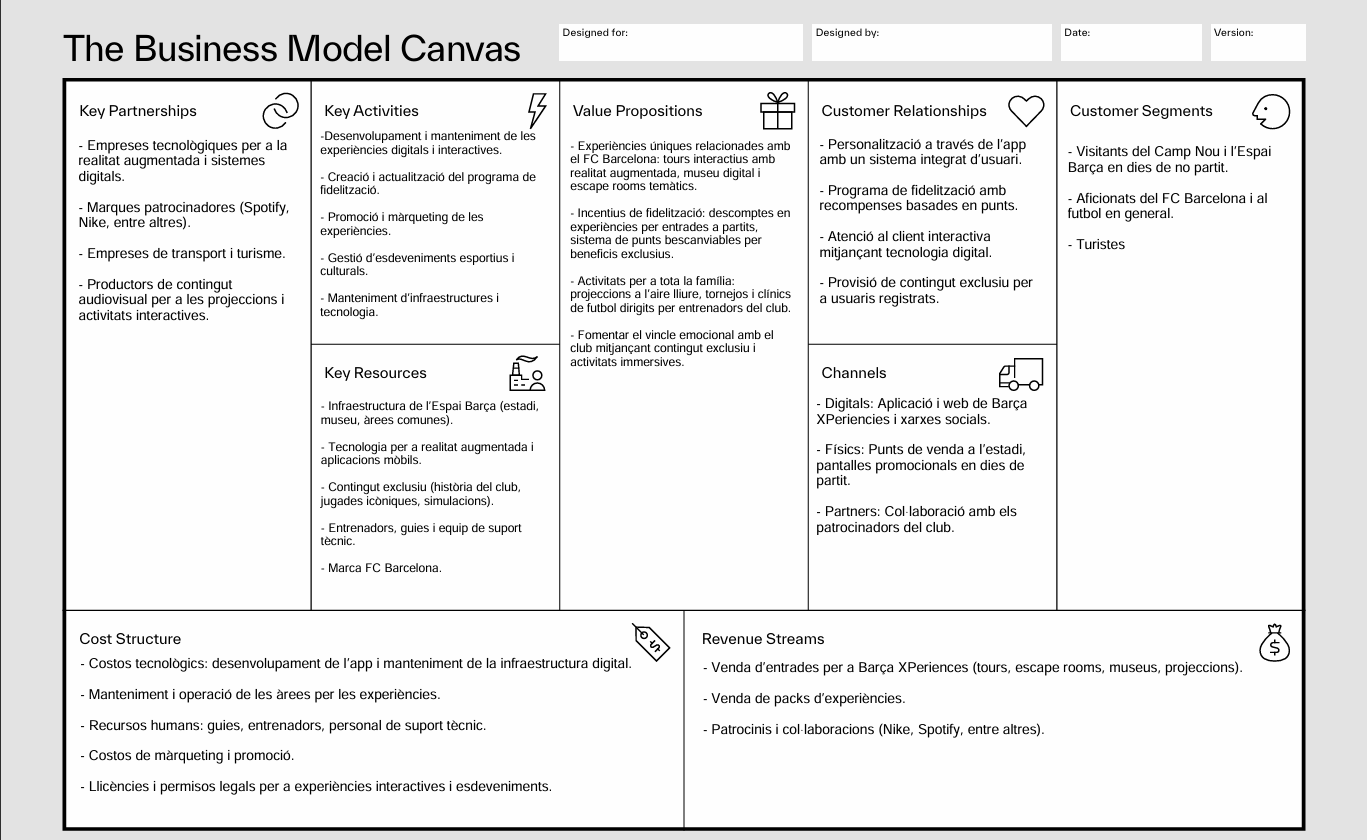 The Business Model Canvas
Designed for:
Designed by:
Date:
Version:
Key Partnerships
- Empreses tecnològiques per a la
realitat augmentada i sistemes
digitals.
- Marques patrocinadores (Spotify,
Nike, entre altres).
- Empreses de transport i turisme.
- Productors de contingut
audiovisual per a les projeccions i
activitats interactives.
Key Activities
-Desenvolupament i manteniment de les
experiències digitals i interactives.
- Creació i actualització del programa de
fidelització.
- Promoció i màrqueting de les
experiències.
- Gestió d’esdeveniments esportius i
culturals.
- Manteniment d’infraestructures i
tecnologia.
Key Resources
- Infraestructura de l’Espai Barça (estadi,
museu, àrees comunes).
- Tecnologia per a realitat augmentada i
aplicacions mòbils.
- Contingut exclusiu (història del club,
jugades icòniques, simulacions).
- Entrenadors, guies i equip de suport
tècnic.
- Marca FC Barcelona.
Value Propositions
- Experiències úniques relacionades amb
el FC Barcelona: tours interactius amb
realitat augmentada, museu digital i
escape rooms temàtics.
- Incentius de fidelització: descomptes en
experiències per entrades a partits,
sistema de punts bescanviables per
beneficis exclusius.
- Activitats per a tota la família:
projeccions a l’aire lliure, tornejos i clínics
de futbol dirigits per entrenadors del club.
- Fomentar el vincle emocional amb el
club mitjançant contingut exclusiu i
activitats immersives.
Customer Relationships
- Personalització a través de l’app
amb un sistema integrat d’usuari.
- Programa de fidelització amb
recompenses basades en punts.
- Atenció al client interactiva
mitjançant tecnologia digital.
- Provisió de contingut exclusiu per
a usuaris registrats.
Channels
- Digitals: Aplicació i web de Barça
XPeriencies i xarxes socials.
- Físics: Punts de venda a l’estadi,
pantalles promocionals en dies de
partit.
- Partners: Col·laboració amb els
patrocinadors del club.
Customer Segments
- Visitants del Camp Nou i l’Espai
Barça en dies de no partit.
- Aficionats del FC Barcelona i al
futbol en general.
- Turistes
Cost Structure
- Costos tecnològics: desenvolupament de l’app i manteniment de la infraestructura digital.
- Manteniment i operació de les àrees per les experiències.
- Recursos humans: guies, entrenadors, personal de suport tècnic.
- Costos de màrqueting i promoció.
- Llicències i permisos legals per a experiències interactives i esdeveniments.
Revenue Streams
- Venda d’entrades per a Barça XPeriences (tours, escape rooms, museus, projeccions).
- Venda de packs d’experiències.
- Patrocinis i col·laboracions (Nike, Spotify, entre altres).